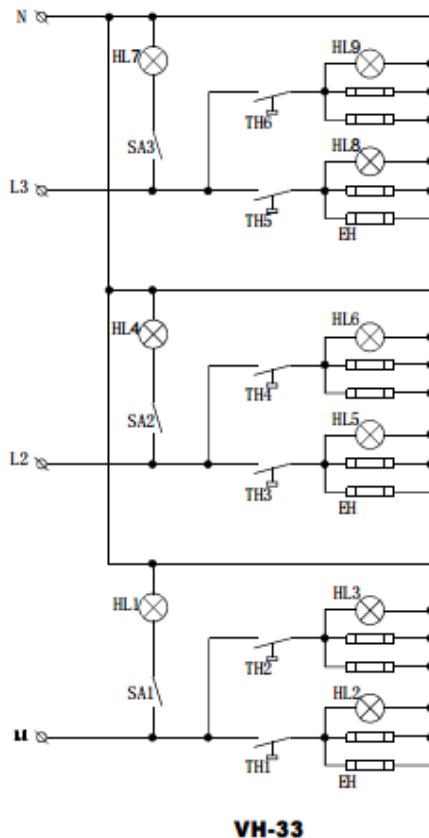 N
HL7
HL9
TH6
SA3
HL8
L3
TH5
EH
HL4
HL6
TH4
SA2
HL5
L2
TH3
EH
HL1
HL3
TH2
SA1
HL2
L1
TH1
EH
VH-33